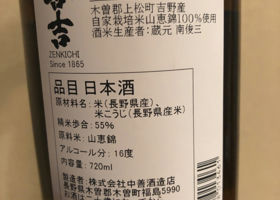 善吉
ZENKICHI
Since 1865
木曽郡上松町吉野産
自家栽培米山恵錦100%使用
酒米生産者：蔵元 南俊三
品目 日本酒
原材料名：米（長野県産）、
米こうじ（長野県産米）
精米歩合：55%
原料米：山恵錦
アルコール分：16度
内容量：720ml
製造者：株式会社中善酒造店
長野県木曽郡木曽町福島5990